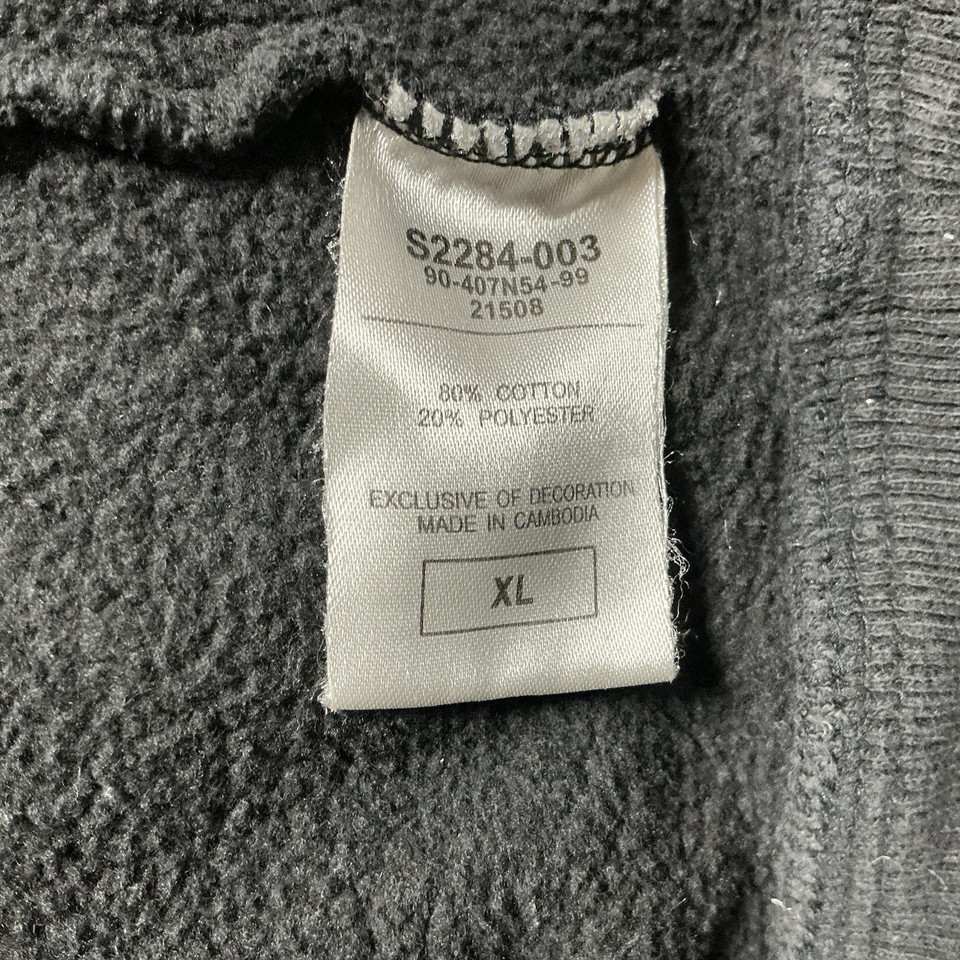 S2284-003
90-407N54-99
21508
80% COTTON
20% POLYESTER
EXCLUSIVE OF DECORATION
MADE IN CAMBODIA
XL